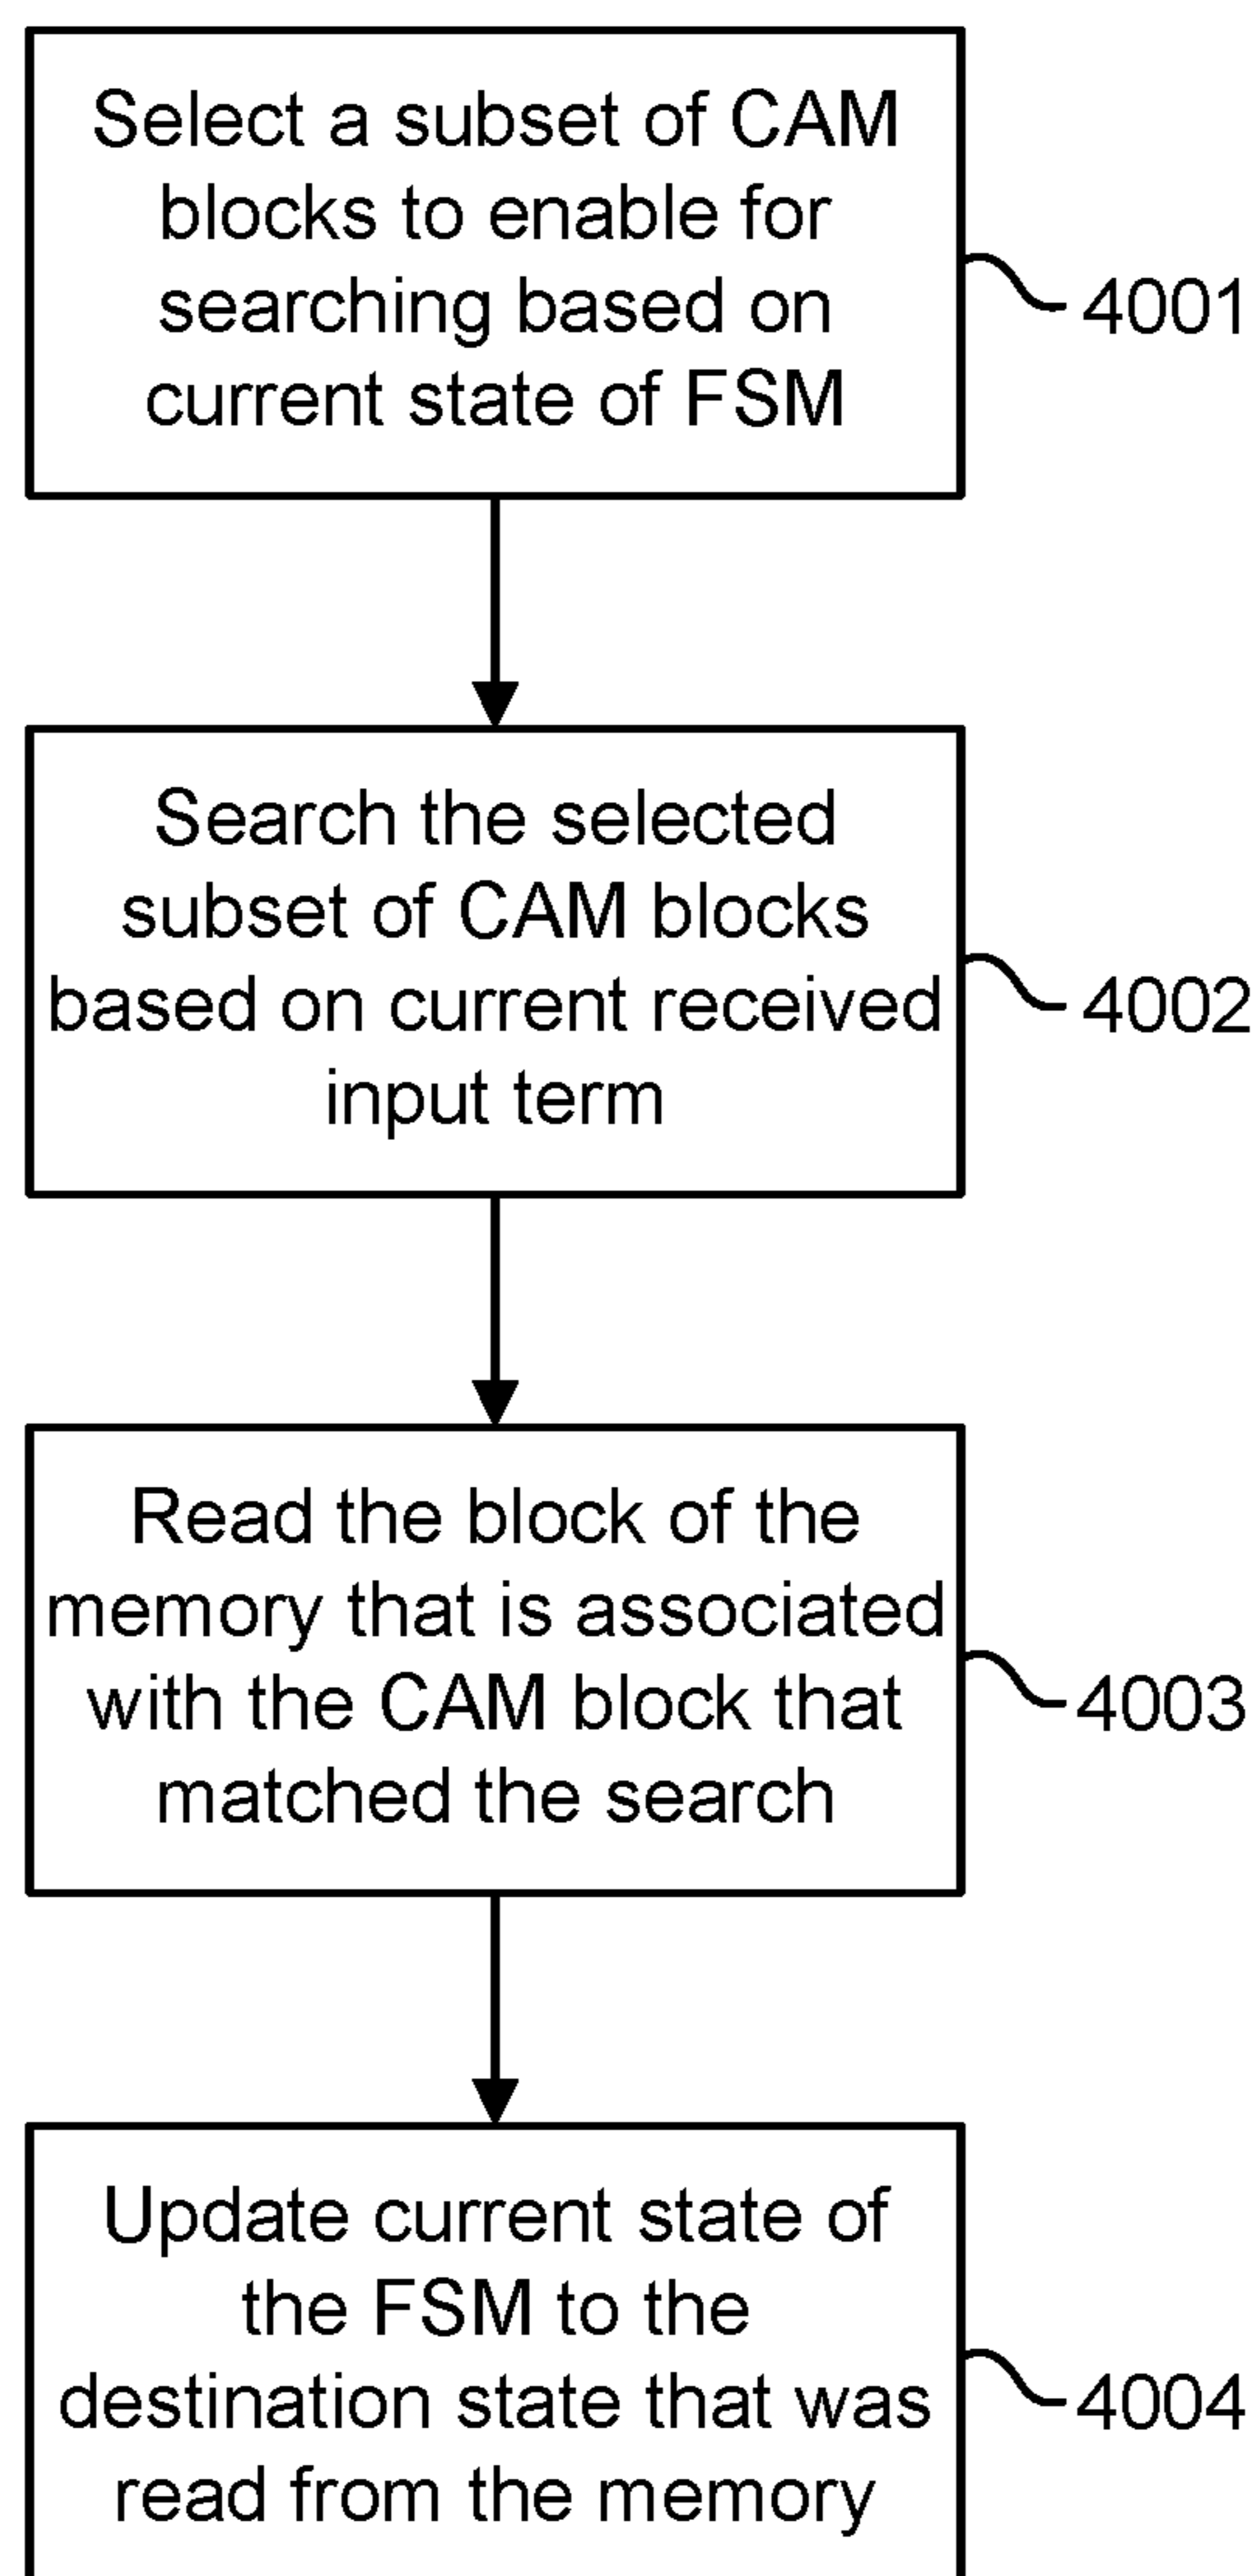 Select a subset of CAM
blocks to enable for
searching based on
current state of FSM
4001
Search the selected
subset of CAM blocks
based on current received
input term
4002
Read the block of the
memory that is associated
with the CAM block that
matched the search
4003
Update current state of
the FSM to the
destination state that was
read from the memory
4004